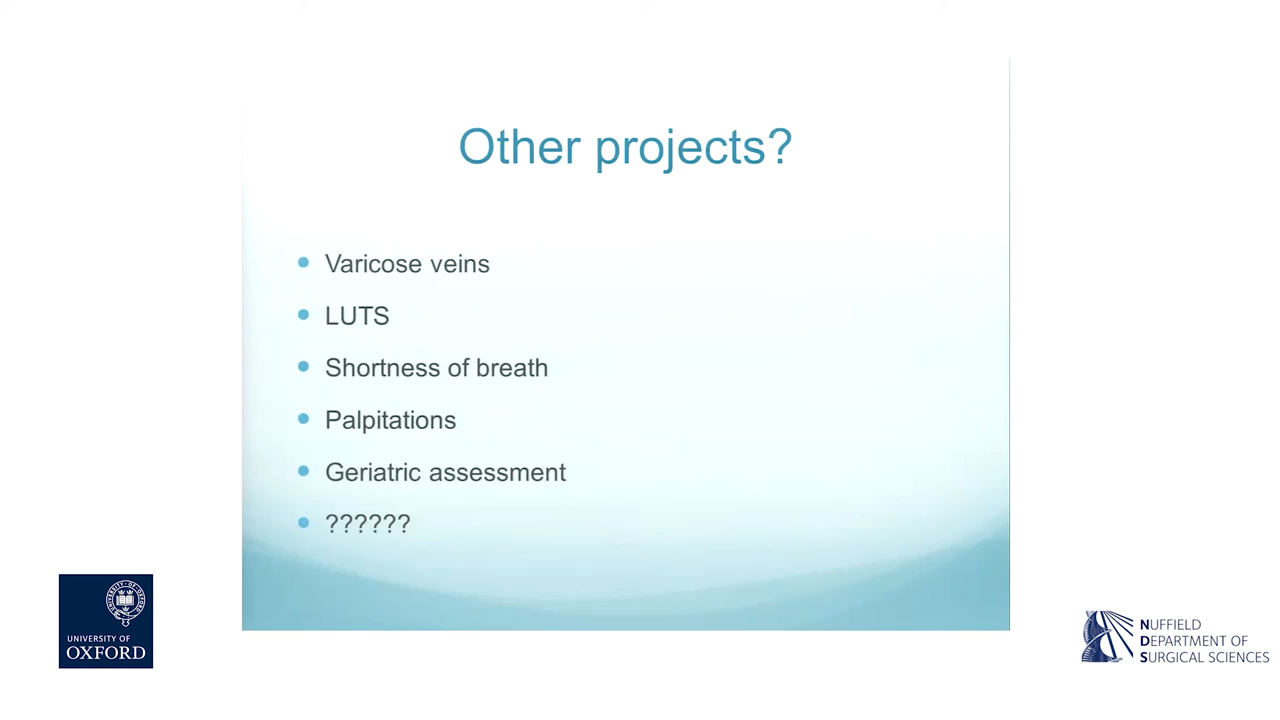 Other projects?
Varicose veins
LUTS
Shortness of breath
Palpitations
Geriatric assessment
??????
UNIVERSITY OF
OXFORD
NUFFIELD
DEPARTMENT OF
SURGICAL SCIENCES